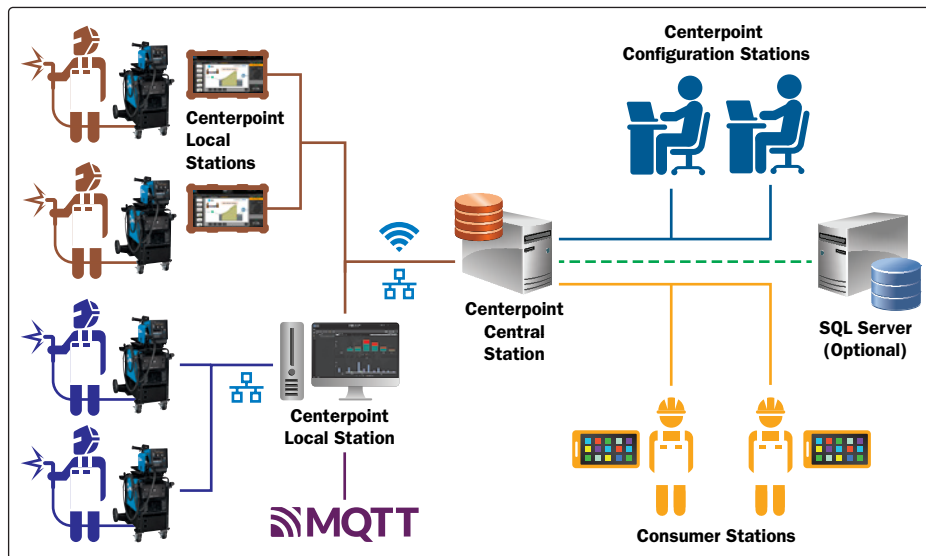 Centerpoint
Configuration Stations
Centerpoint
Local
Stations
Centerpoint
Central
Station
SQL Server
(Optional)
Centerpoint
Local Station
MQTT
Consumer Stations